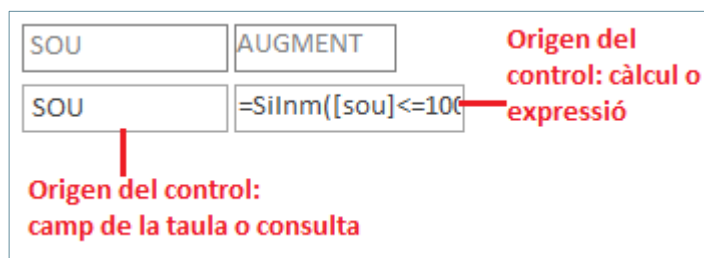 SOU
AUGMENT
Origen del
control: càlcul o
expressió
SOU
=SiInm([sou]<=100
Origen del control:
camp de la taula o consulta